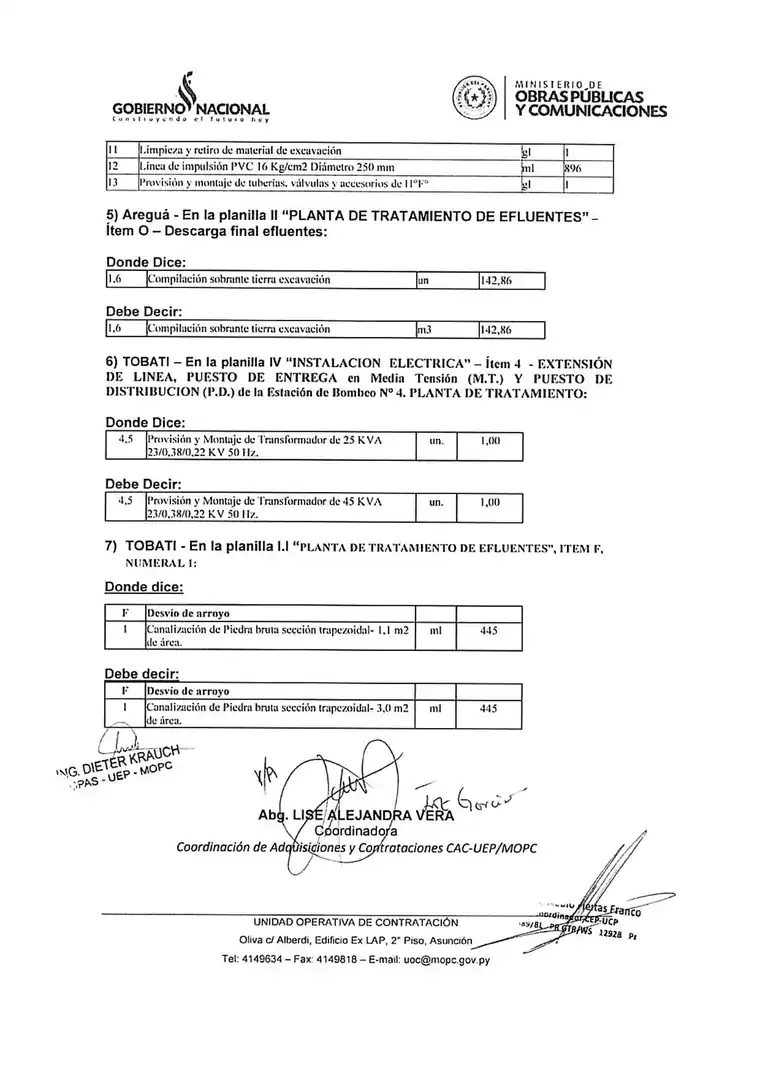 GOBIERNO NACIONAL
Construyendo el futuro hoy
MINISTERIO DE
OBRAS PÚBLICAS
Y COMUNICACIONES
11 Limpieza y retiro de material de excavación gl 1
12 Línea de impulsión PVC 16 Kg/cm2 Diámetro 250 mm ml 896
13 Provisión y montaje de tuberías, válvulas y accesorios de HºFº gl 1
5) Areguá - En la planilla II “PLANTA DE TRATAMIENTO DE EFLUENTES” –
Ítem O – Descarga final efluentes:
Donde Dice:
1,6 Compilación sobrante tierra excavación un 142,86
Debe Decir:
1,6 Compilación sobrante tierra excavación m3 142,86
6) TOBATI – En la planilla IV “INSTALACION ELECTRICA” – Ítem 4 - EXTENSIÓN
DE LINEA, PUESTO DE ENTREGA en Media Tensión (M.T.) Y PUESTO DE
DISTRIBUCION (P.D.) de la Estación de Bombeo Nº 4. PLANTA DE TRATAMIENTO:
Donde Dice:
4,5 Provisión y Montaje de Transformador de 25 KVA un. 1,00
23/0,38/0,22 KV 50 Hz.
Debe Decir:
4,5 Provisión y Montaje de Transformador de 45 KVA un. 1,00
23/0,38/0,22 KV 50 Hz.
7) TOBATI - En la planilla I.I “PLANTA DE TRATAMIENTO DE EFLUENTES”, ITEM F,
NUMERAL 1:
Donde dice:
F Desvio de arroyo
1 Canalización de Piedra bruta sección trapezoidal- 1,1 m2 ml 445
de área.
Debe decir:
F Desvio de arroyo
1 Canalización de Piedra bruta sección trapezoidal- 3,0 m2 ml 445
de área.
ING. DIETER KRAUCH
- UEP - MOPC
Abg. LISE ALEJANDRA VERA
Coordinadora
Coordinación de Adquisiciones y Contrataciones CAC-UEP/MOPC
Franco
12928
UNIDAD OPERATIVA DE CONTRATACIÓN
Oliva c/ Alberdi, Edificio Ex LAP, 2° Piso, Asunción
Tel: 4149634 – Fax: 4149818 – E-mail: uoc@mopc.gov.py